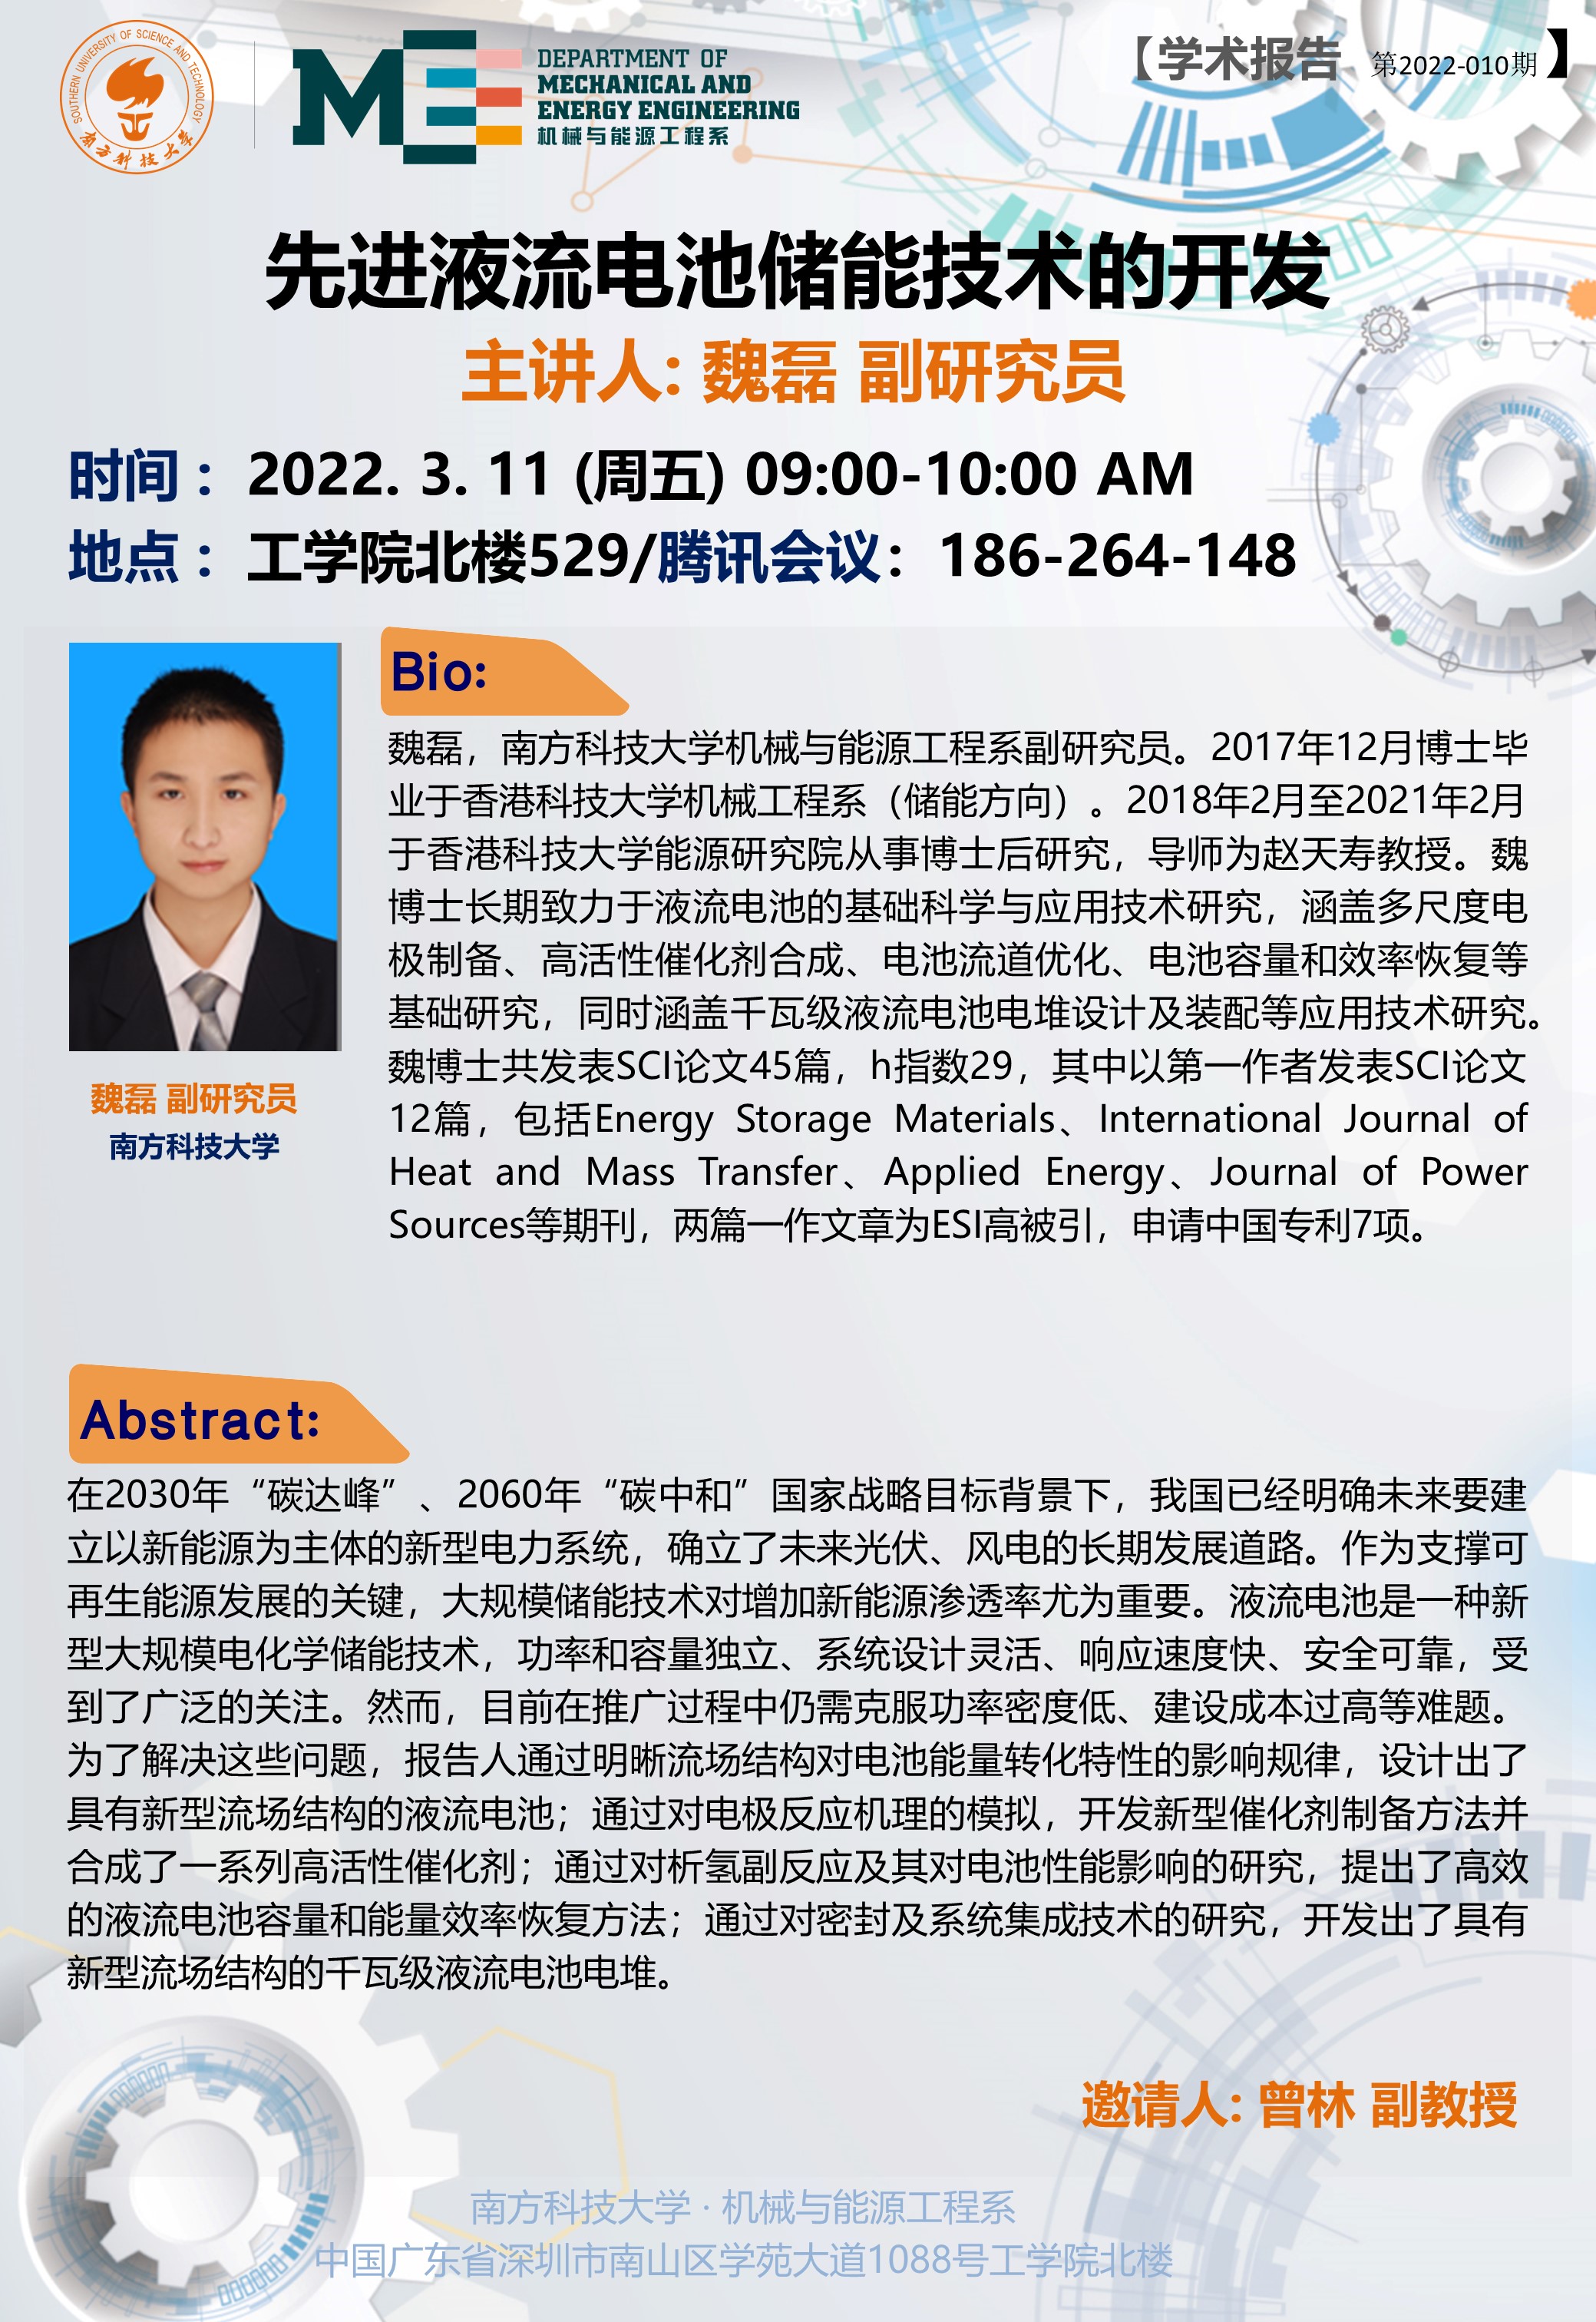 SOUTHERN UNIVERSITY OF SCIENCE AND TECHNOLOGY
南方科技大学
ME
DEPARTMENT OF
MECHANICAL AND
ENERGY ENGINEERING
机械与能源工程系
【学术报告 第2022-010期】
先进液流电池储能技术的开发
主讲人: 魏磊 副研究员
时间： 2022. 3. 11 (周五) 09:00-10:00 AM
地点： 工学院北楼529/腾讯会议：186-264-148
Bio:
魏磊，南方科技大学机械与能源工程系副研究员。2017年12月博士毕
业于香港科技大学机械工程系（储能方向）。2018年2月至2021年2月
于香港科技大学能源研究院从事博士后研究，导师为赵天寿教授。魏
博士长期致力于液流电池的基础科学与应用技术研究，涵盖多尺度电
极制备、高活性催化剂合成、电池流道优化、电池容量和效率恢复等
基础研究，同时涵盖千瓦级液流电池电堆设计及装配等应用技术研究。
魏博士共发表SCI论文45篇，h指数29，其中以第一作者发表SCI论文
12篇，包括Energy Storage Materials、International Journal of
Heat and Mass Transfer、Applied Energy、Journal of Power
Sources等期刊，两篇一作文章为ESI高被引，申请中国专利7项。
魏磊 副研究员
南方科技大学
Abstract:
在2030年“碳达峰”、2060年“碳中和”国家战略目标背景下，我国已经明确未来要建
立以新能源为主体的新型电力系统，确立了未来光伏、风电的长期发展道路。作为支撑可
再生能源发展的关键，大规模储能技术对增加新能源渗透率尤为重要。液流电池是一种新
型大规模电化学储能技术，功率和容量独立、系统设计灵活、响应速度快、安全可靠，受
到了广泛的关注。然而，目前在推广过程中仍需克服功率密度低、建设成本过高等难题。
为了解决这些问题，报告人通过明晰流场结构对电池能量转化特性的影响规律，设计出了
具有新型流场结构的液流电池；通过对电极反应机理的模拟，开发新型催化剂制备方法并
合成了一系列高活性催化剂；通过对析氢副反应及其对电池性能影响的研究，提出了高效
的液流电池容量和能量效率恢复方法；通过对密封及系统集成技术的研究，开发出了具有
新型流场结构的千瓦级液流电池电堆。
邀请人: 曾林 副教授
南方科技大学 · 机械与能源工程系
中国广东省深圳市南山区学苑大道1088号工学院北楼